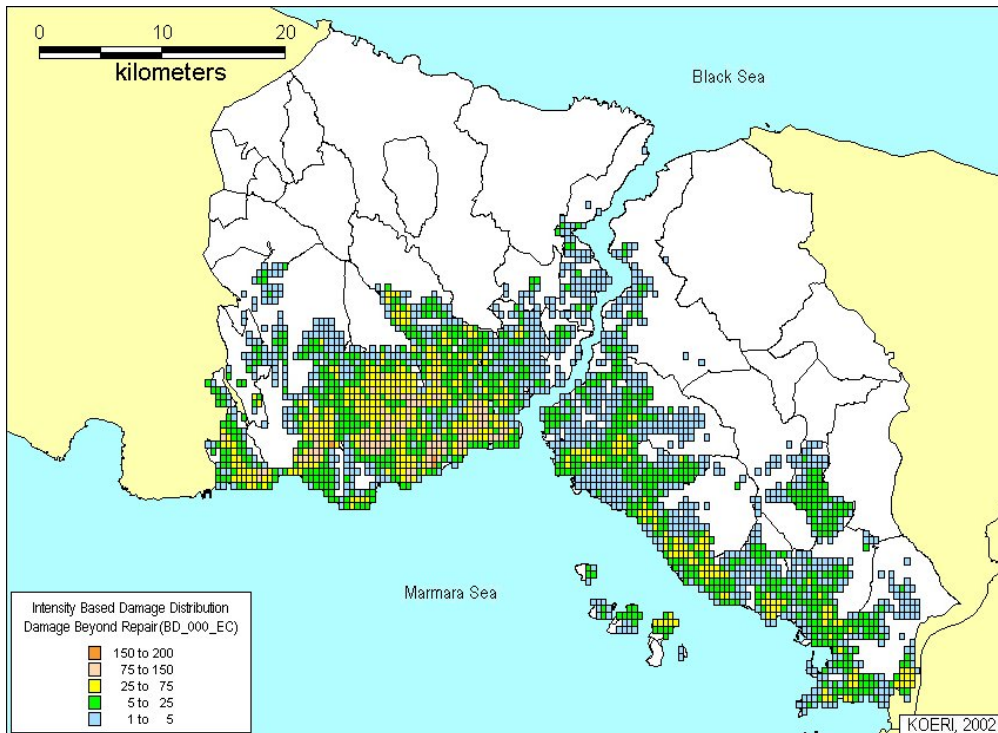 0 10 20
kilometers
Black Sea
Marmara Sea
Intensity Based Damage Distribution
Damage Beyond Repair (BD_000_EC)
150 to 200
75 to 150
25 to 75
5 to 25
1 to 5
KOERI, 2002